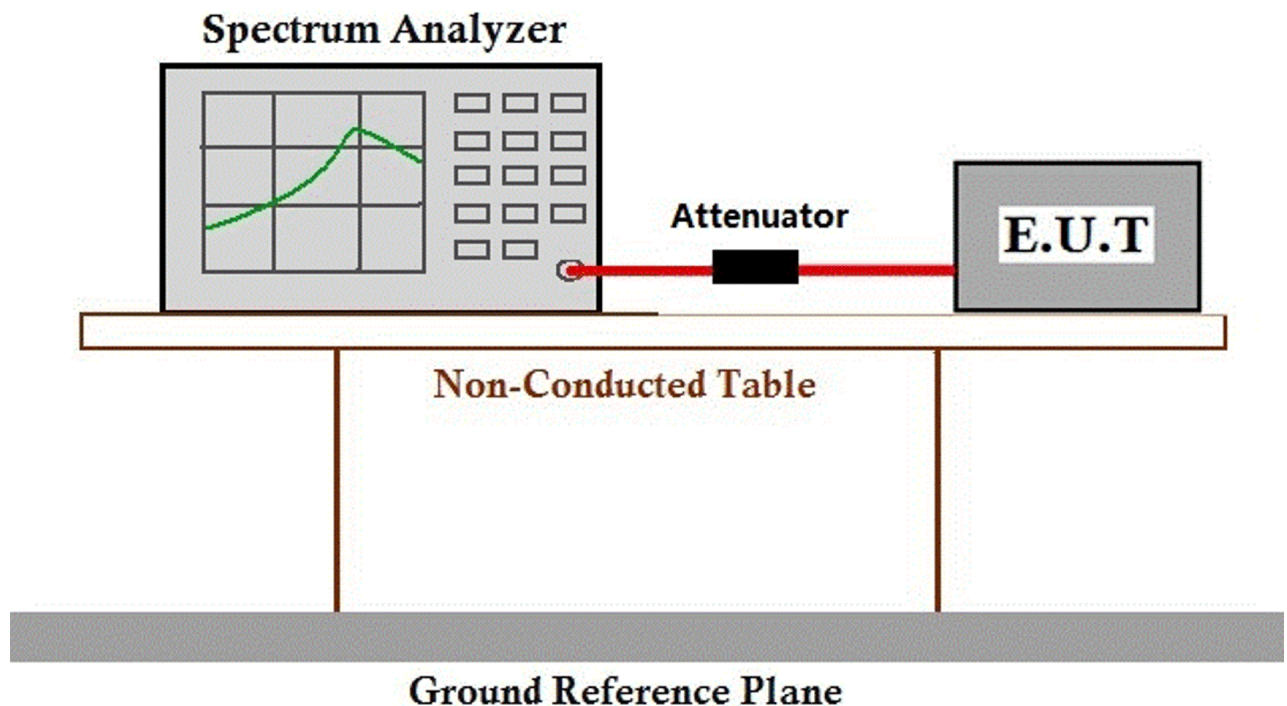 Spectrum Analyzer
Attenuator
E.U.T
Non-Conducted Table
Ground Reference Plane